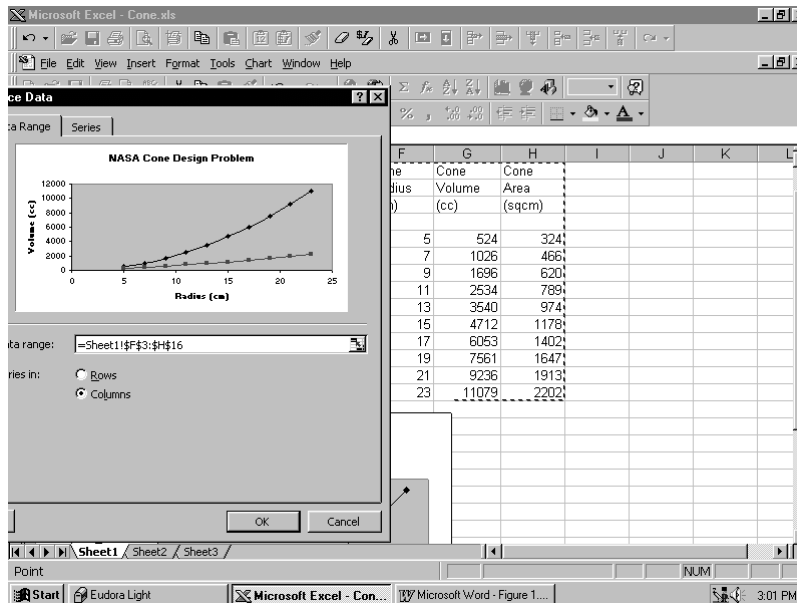 Microsoft Excel - Cone.xls
File Edit View Insert Format Tools Chart Window Help
ce Data
ta Range Series
NASA Cone Design Problem
Volume (cc)
12000
10000
8000
6000
4000
2000
0
0 5 10 15 20 25
Radius (cm)
ta range: =Sheet1!$F$3:$H$16
ries in: Rows
Columns
OK Cancel
F G H I J K L
ne Cone Cone
dius Volume Area
) (cc) (sqcm)
5 524 324
7 1026 466
9 1696 620
11 2534 789
13 3540 974
15 4712 1178
17 6053 1402
19 7561 1647
21 9236 1913
23 11079 2202
Sheet1 Sheet2 Sheet3
Point NUM
Start Eudora Light Microsoft Excel - Con... Microsoft Word - Figure 1.... 3:01 PM